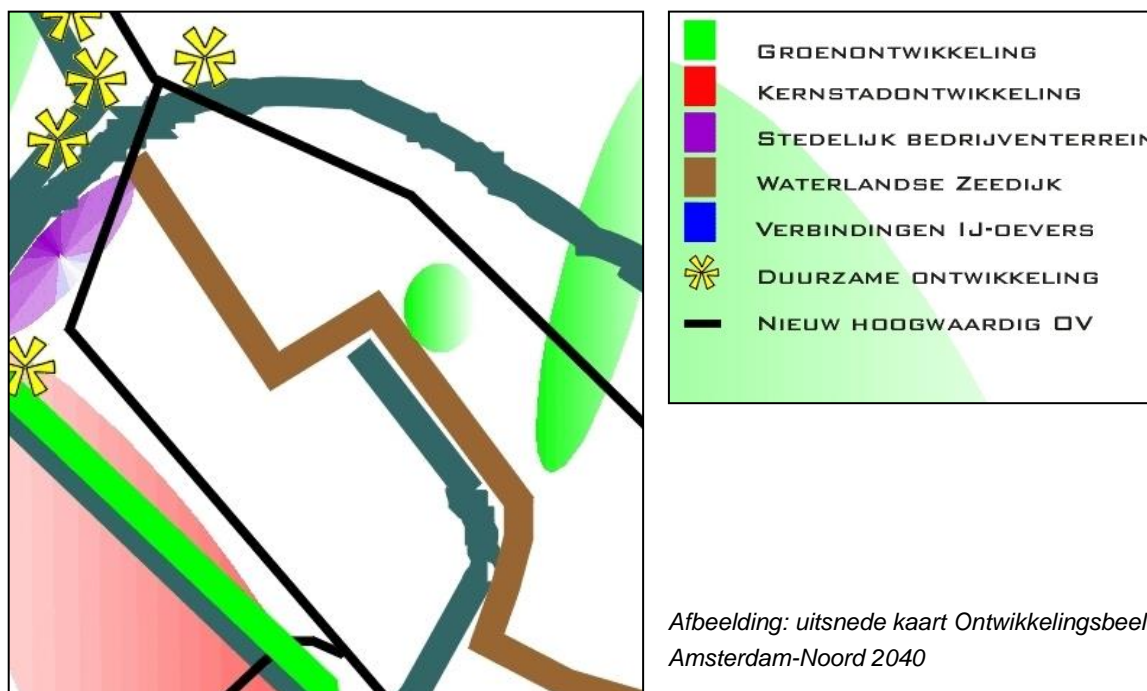 Groenontwikkeling
Kernstadontwikkeling
Stedelijk bedrijventerrein
Waterlandse Zeedijk
Verbindingen IJ-oevers
Duurzame ontwikkeling
Nieuw hoogwaardig OV
Afbeelding: uitsnede kaart Ontwikkelingsbeel
Amsterdam-Noord 2040